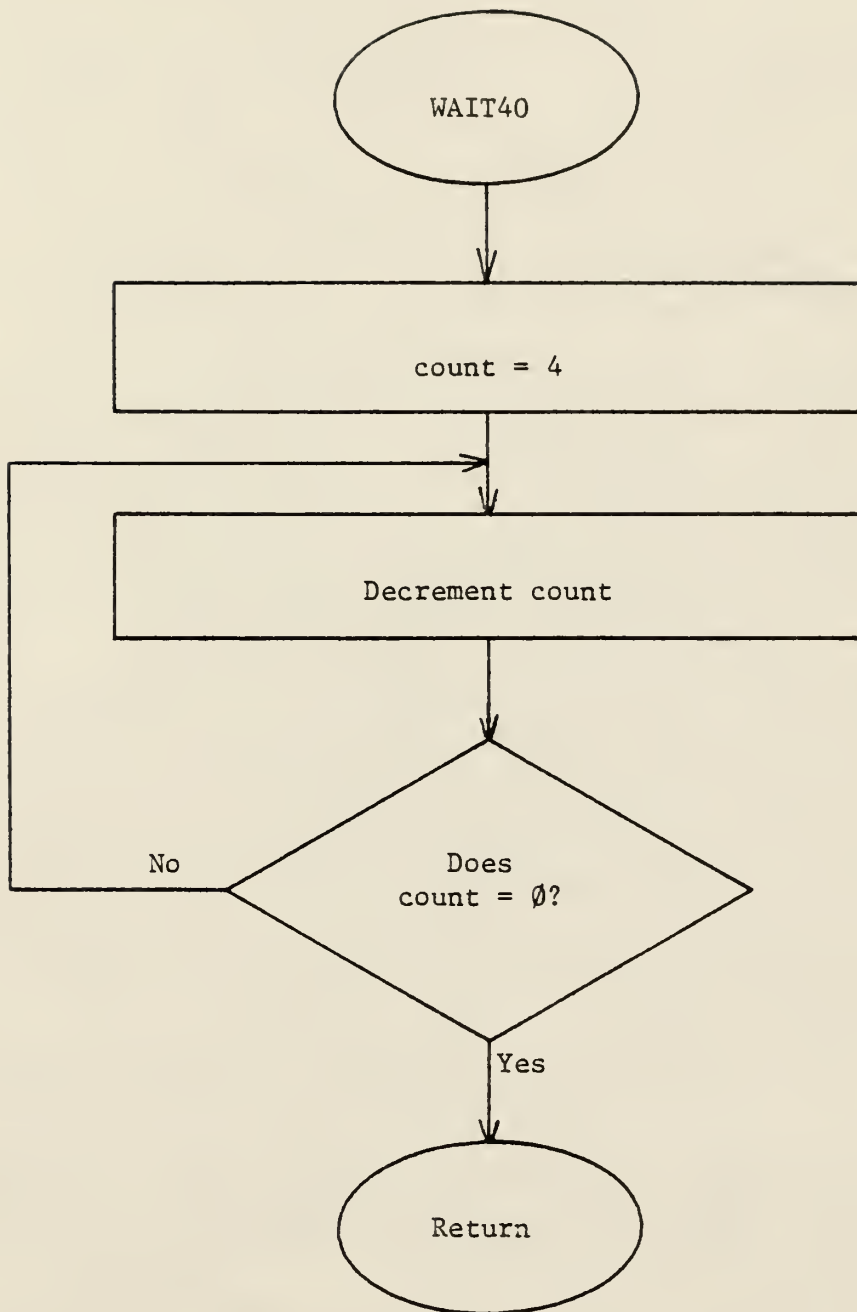 WAIT40
count = 4
Decrement count
No
Does
count = Ø?
Yes
Return